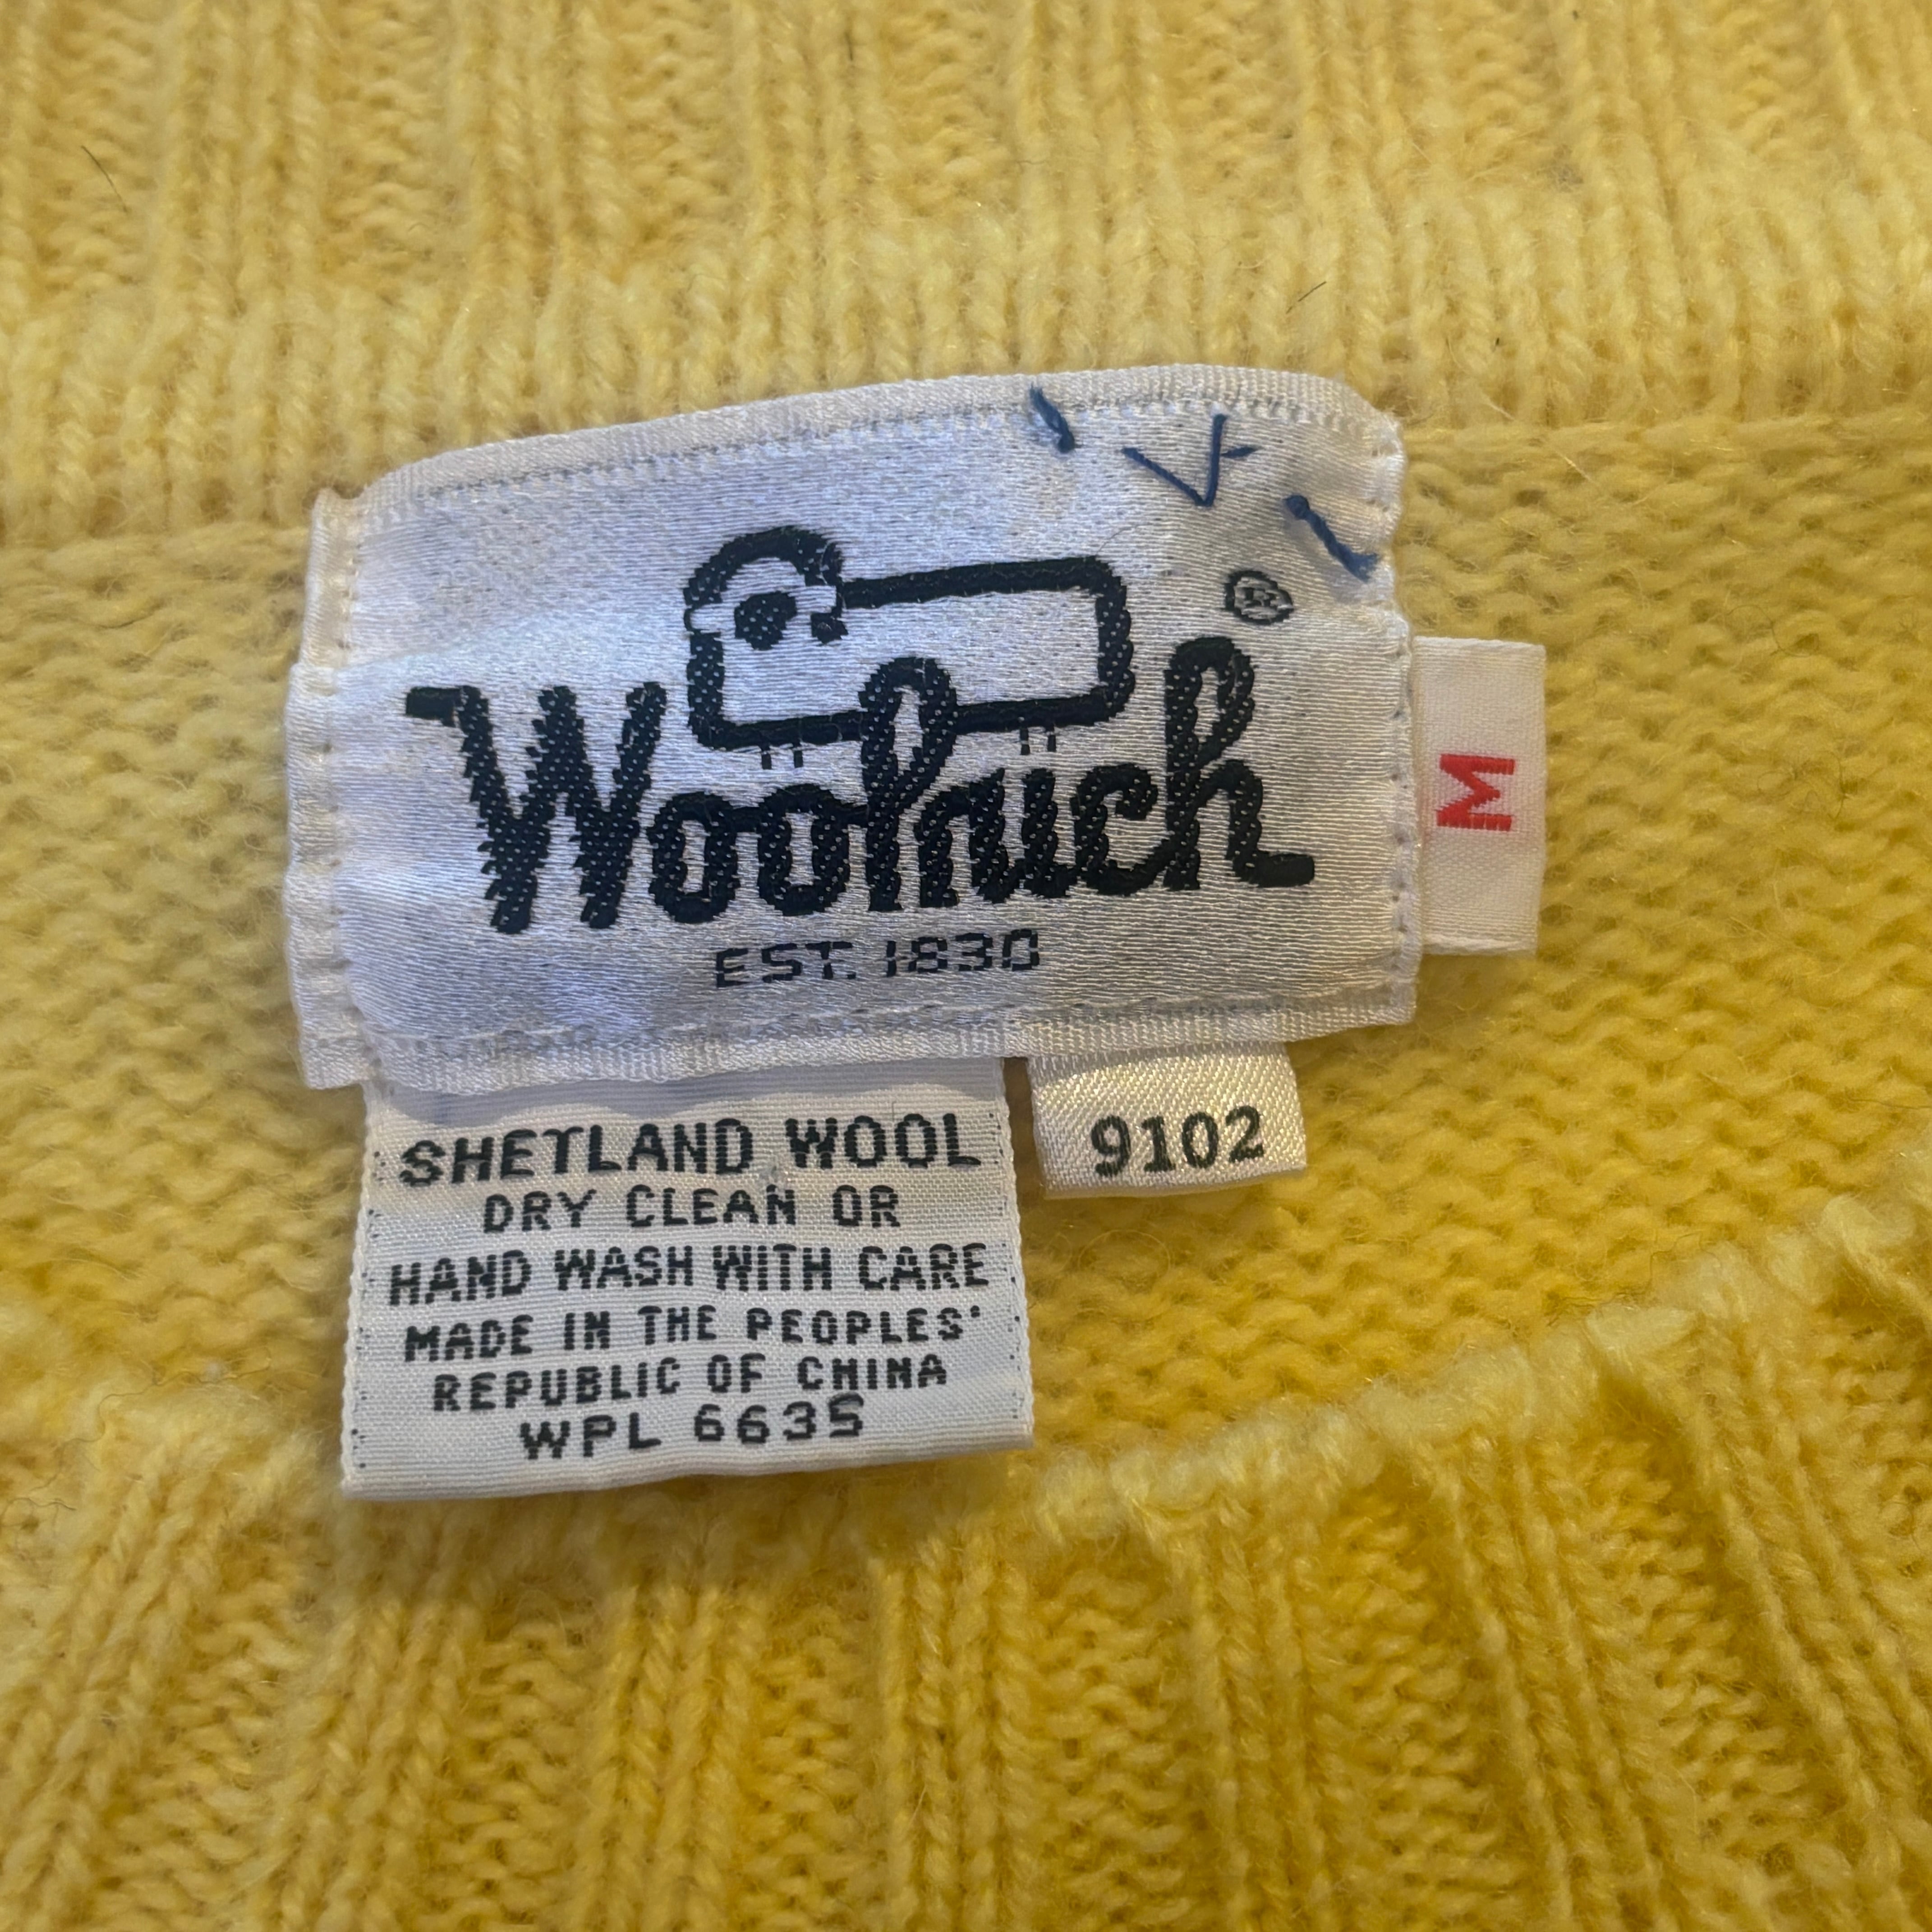 Woolrich®
EST. 1830
M
SHETLAND WOOL
DRY CLEAN OR
HAND WASH WITH CARE
MADE IN THE PEOPLES'
REPUBLIC OF CHINA
WPL 6635
9102